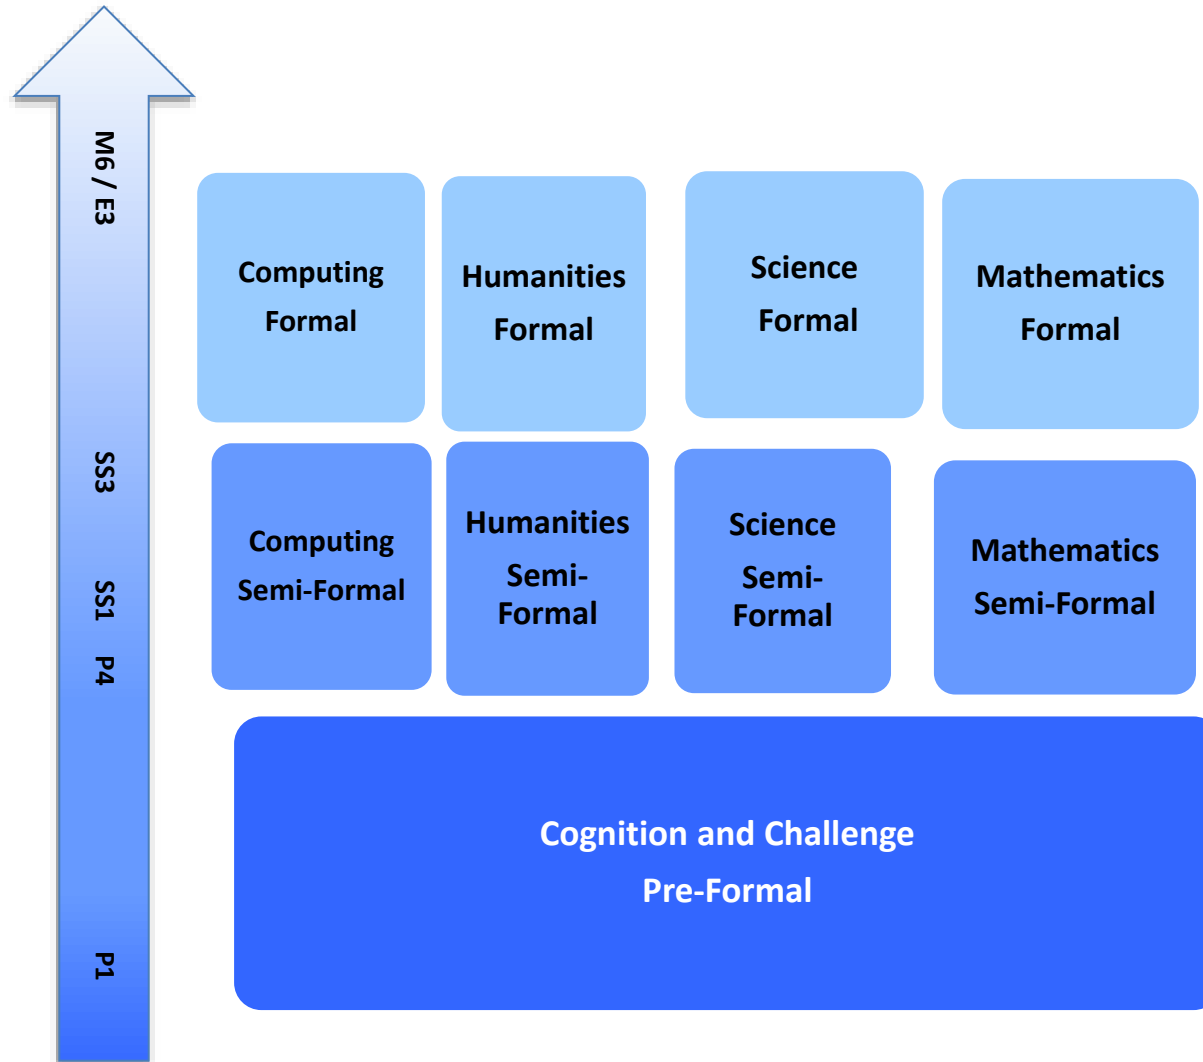 M6 / E3
SS3
SS1
P4
P1
Computing
Formal
Humanities
Formal
Science
Formal
Mathematics
Formal
Computing
Semi-Formal
Humanities
Semi-
Formal
Science
Semi-
Formal
Mathematics
Semi-Formal
Cognition and Challenge
Pre-Formal